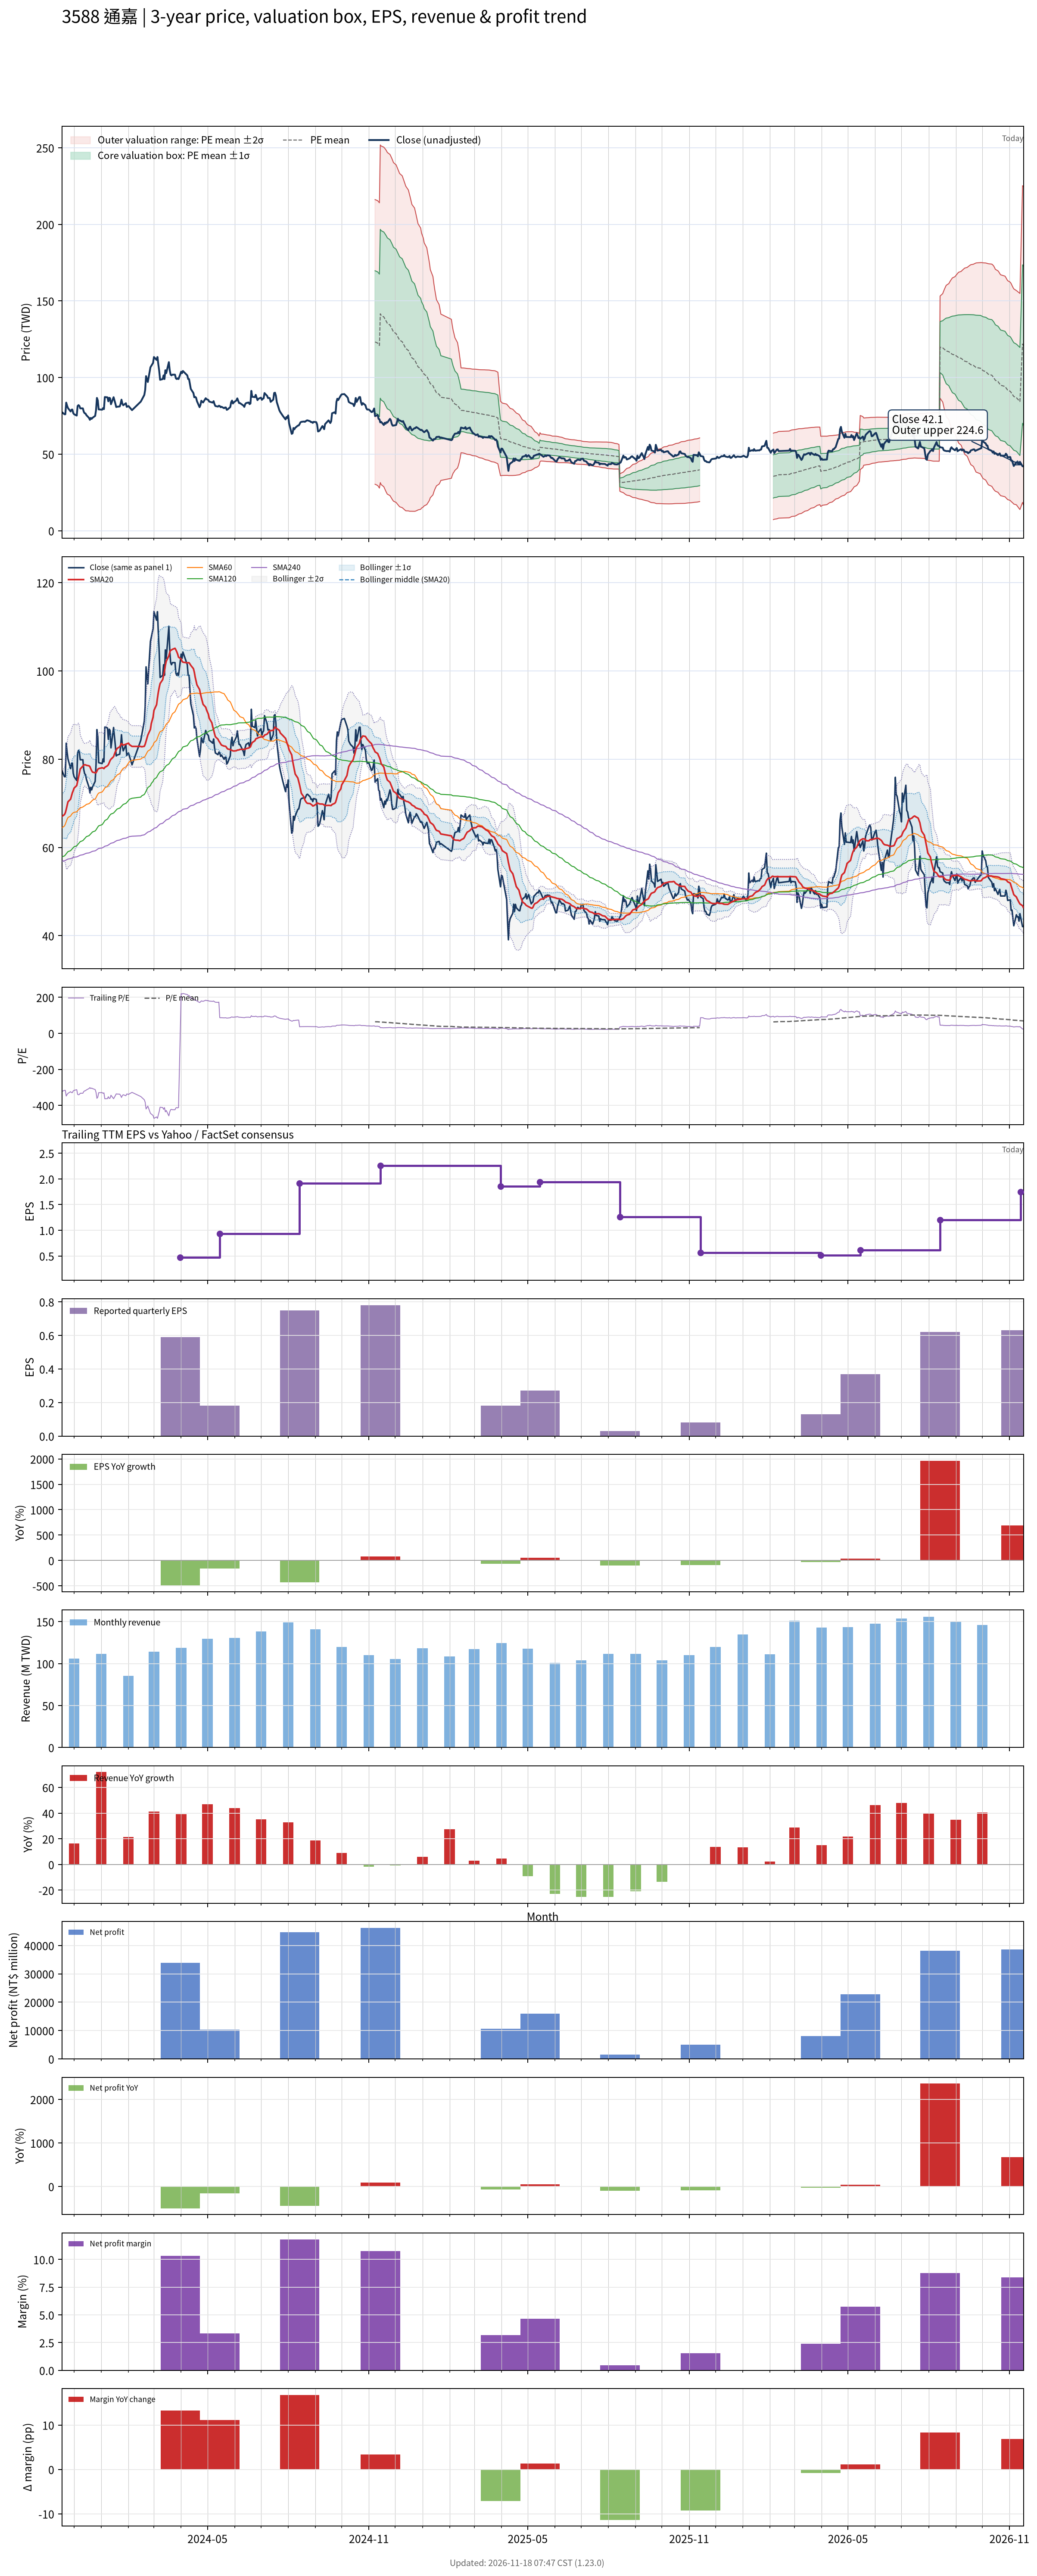 3588 通嘉 | 3-year price, valuation box, EPS, revenue & profit trend
Outer valuation range: PE mean ±2σ
PE mean
Close (unadjusted)
Core valuation box: PE mean ±1σ
Today
250
200
150
100
50
0
Price (TWD)
Close 42.1
Outer upper 224.6
Close (same as panel 1)
SMA20
SMA60
SMA120
SMA240
Bollinger ±2σ
Bollinger ±1σ
Bollinger middle (SMA20)
120
100
80
60
40
Price
Trailing P/E
P/E mean
200
0
-200
-400
P/E
Trailing TTM EPS vs Yahoo / FactSet consensus
Today
2.5
2.0
1.5
1.0
0.5
EPS
Reported quarterly EPS
0.8
0.6
0.4
0.2
0.0
EPS
EPS YoY growth
2000
1500
1000
500
0
-500
YoY (%)
Monthly revenue
150
100
50
0
Revenue (M TWD)
Revenue YoY growth
60
40
20
0
-20
YoY (%)
Month
Net profit
40000
30000
20000
10000
0
Net profit (NT$ million)
Net profit YoY
2000
1000
0
YoY (%)
Net profit margin
10.0
7.5
5.0
2.5
0.0
Margin (%)
Margin YoY change
10
0
-10
Δ margin (pp)
2024-05
2024-11
2025-05
2025-11
2026-05
2026-11
Updated: 2026-11-18 07:47 CST (1.23.0)